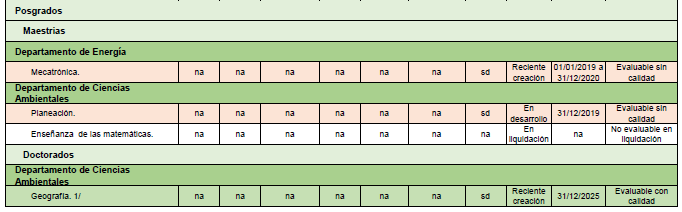 Posgrados
Maestrias
Departamento de Energía
Mecatrónica. na na na na na na sd Reciente creación 01/01/2019 a 31/12/2020 Evaluable sin calidad
Departamento de Ciencias
Ambientales
Planeación. na na na na na na sd En desarrollo 31/12/2019 Evaluable sin calidad
Enseñanza de las matemáticas. na na na na na na na En liquidación na No evaluable en liquidación
Doctorados
Departamento de Ciencias
Ambientales
Geografía. 1/ na na na na na na sd Reciente creación 31/12/2025 Evaluable con calidad